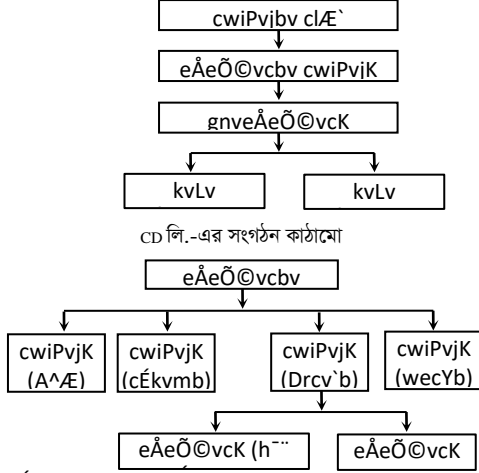 cwiPvjbv cl©Æ`
eÅeÕ©vcbv cwiPvjK
gnveÅeÕ©vcK
kvLv kvLv
CD লি.-এর সংগঠন কাঠামো
eÅeÕ©vcbv
cwiPvjK cwiPvjK cwiPvjK cwiPvjK
(A^Æ) (cÉkvmb) (Drcv`b) (wecYb)
eÅeÕ©vcK (h¯¨ eÅeÕ©vcK